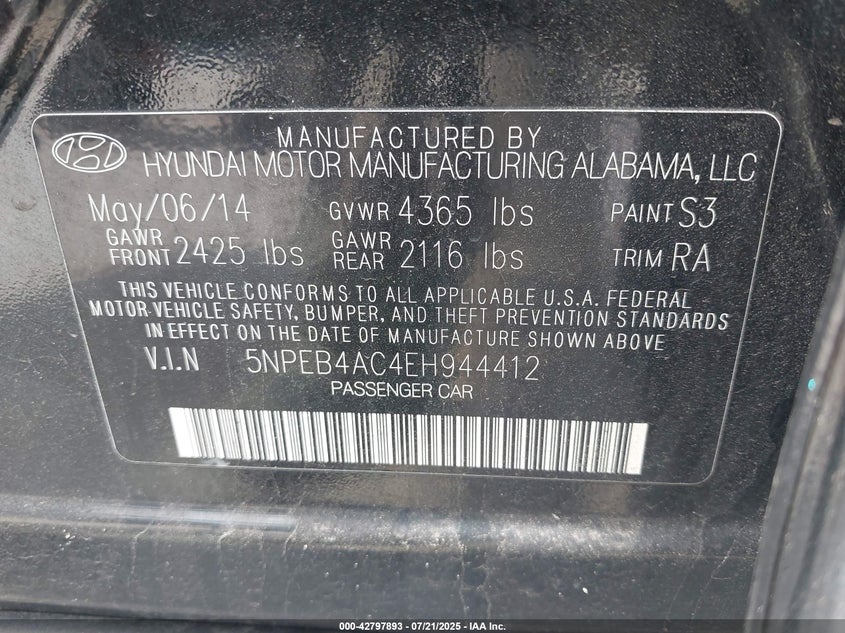 MANUFACTURED BY
HYUNDAI MOTOR MANUFACTURING ALABAMA, LLC
May/06/14 GVWR 4365 lbs PAINT S3
GAWR FRONT 2425 lbs GAWR REAR 2116 lbs TRIM RA
THIS VEHICLE CONFORMS TO ALL APPLICABLE U.S.A. FEDERAL
MOTOR VEHICLE SAFETY, BUMPER, AND THEFT PREVENTION STANDARDS
IN EFFECT ON THE DATE OF MANUFACTURE SHOWN ABOVE
V.I.N 5NPEB4AC4EH944412
PASSENGER CAR
000-42797893 / 07/21/2025 - IAA Inc.